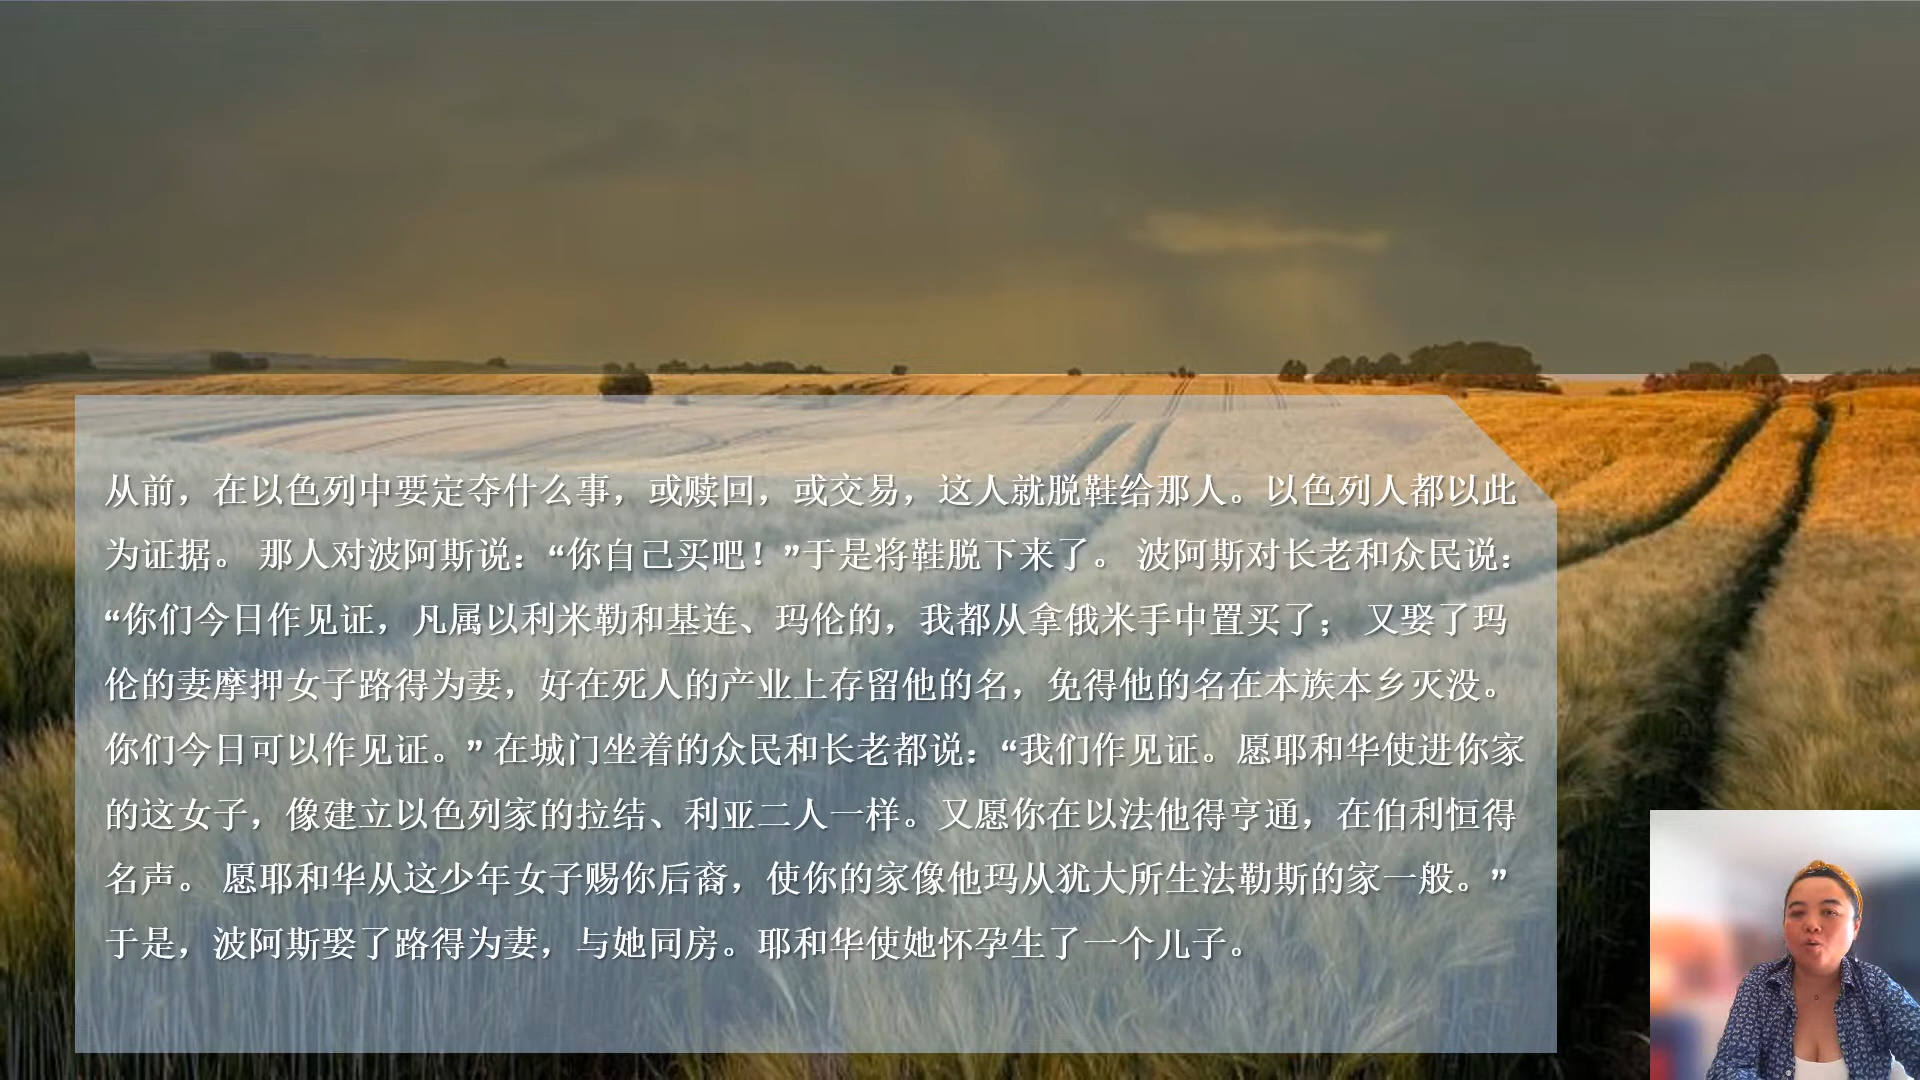 从前，在以色列中要定夺什么事，或赎回，或交易，这人就脱鞋给那人。以色列人都以此
为证据。 那人对波阿斯说：“你自己买吧！”于是将鞋脱下来了。 波阿斯对长老和众民说：
“你们今日作见证，凡属以利米勒和基连、玛伦的，我都从拿俄米手中置买了； 又娶了玛
伦的妻摩押女子路得为妻，好在死人的产业上存留他的名，免得他的名在本族本乡灭没。
你们今日可以作见证。” 在城门坐着的众民和长老都说：“我们作见证。愿耶和华使进你家
的这女子，像建立以色列家的拉结、利亚二人一样。又愿你在以法他得亨通，在伯利恒得
名声。 愿耶和华从这少年女子赐你后裔，使你的家像他玛从犹大所生法勒斯的家一般。”
于是，波阿斯娶了路得为妻，与她同房。耶和华使她怀孕生了一个儿子。